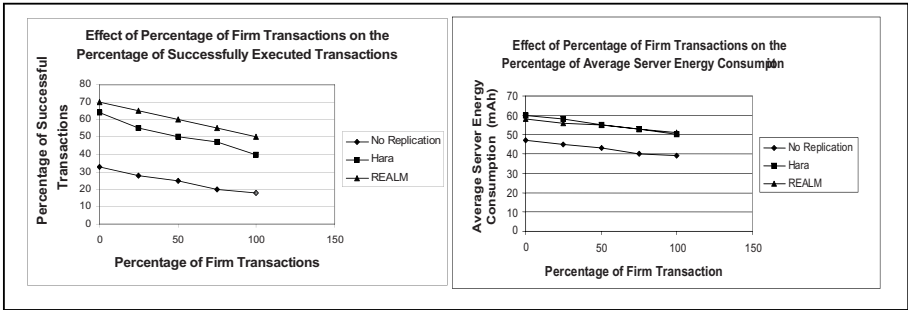 Effect of Percentage of Firm Transactions on the
Percentage of Successfully Executed Transactions
Percentage of Successful
Transactions
80
70
60
50
40
30
20
10
0
0 50 100 150
Percentage of Firm Transactions
No Replication
Hara
REALM
Effect of Percentage of Firm Transactions on the
Percentage of Average Server Energy Consumption
Average Server Energy
Consumption (mAh)
70
60
50
40
30
20
10
0
0 50 100 150
Percentage of Firm Transaction
No Replication
Hara
REALM